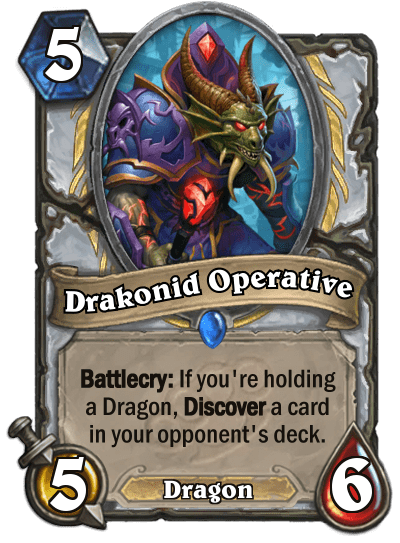 5
Drakonid Operative
Battlecry: If you're holding
a Dragon, Discover a card
in your opponent's deck.
5
Dragon
6